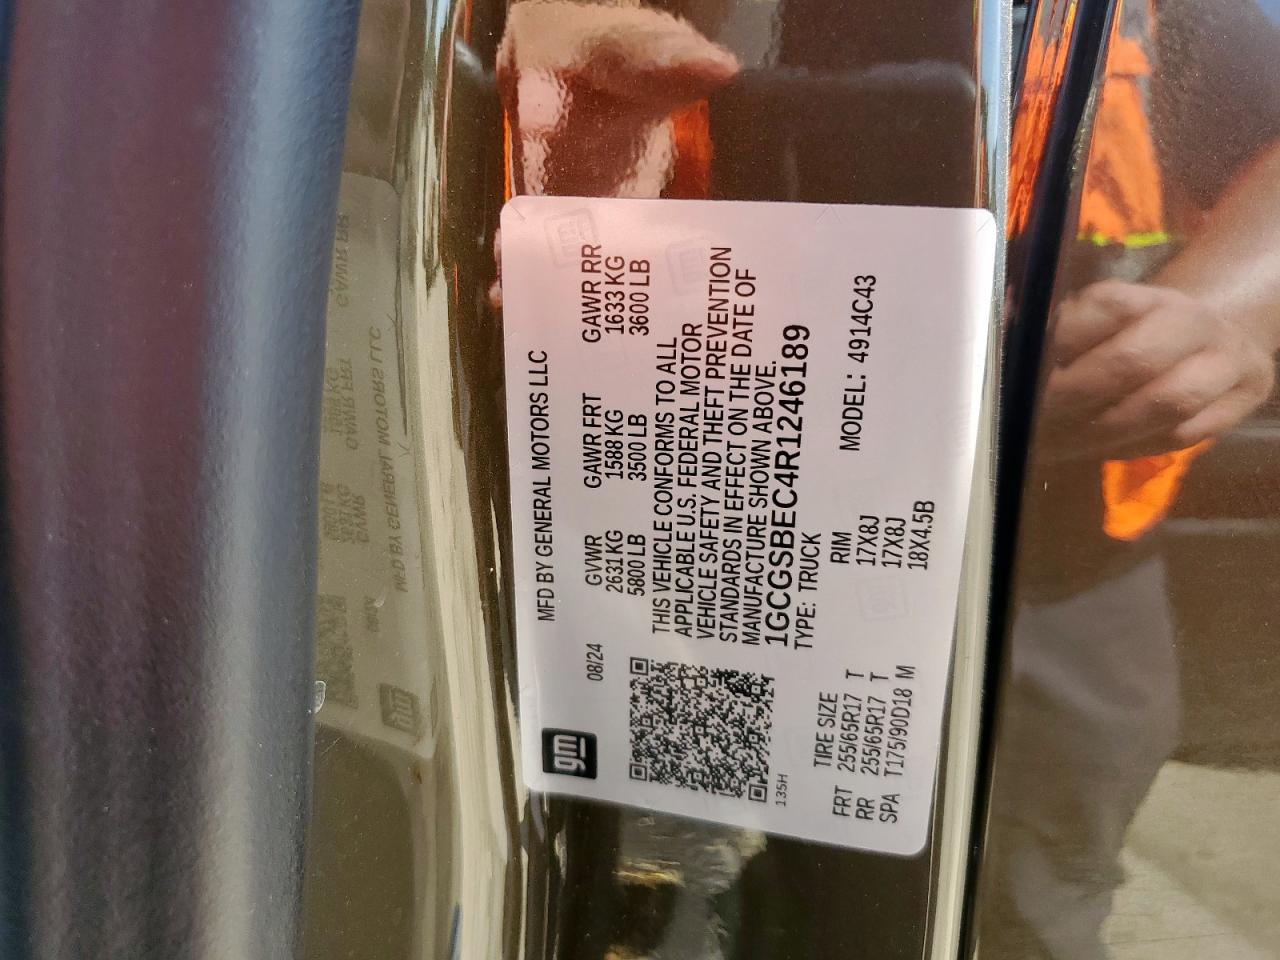 gm
MFD BY GENERAL MOTORS LLC
08/24
GVWR GAWR FRT GAWR RR
2631 KG 1588 KG 1633 KG
5800 LB 3500 LB 3600 LB
THIS VEHICLE CONFORMS TO ALL
APPLICABLE U.S. FEDERAL MOTOR
VEHICLE SAFETY AND THEFT PREVENTION
STANDARDS IN EFFECT ON THE DATE OF
MANUFACTURE SHOWN ABOVE.
1GCGSBEC4R1246189
TYPE: TRUCK
135H
MODEL: 4914C43
TIRE SIZE RIM
FRT 255/65R17 T 17X8J
RR 255/65R17 T 17X8J
SPA T175/90D18 M 18X4.5B